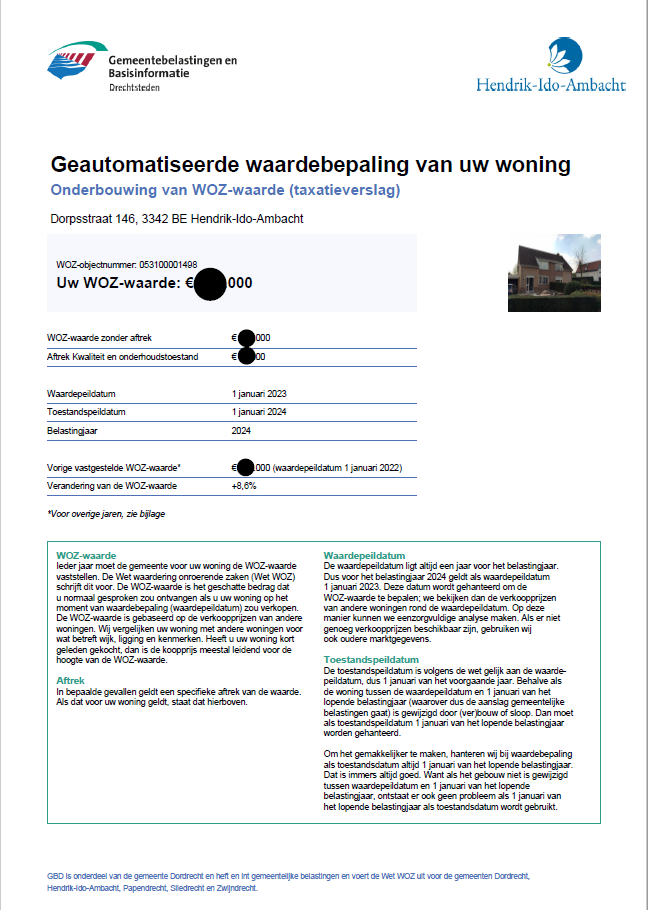 Gemeentebelastingen en
Basisinformatie
Drechtsteden
Hendrik-Ido-Ambacht
Geautomatiseerde waardebepaling van uw woning
Onderbouwing van WOZ-waarde (taxatieverslag)
Dorpsstraat 146, 3342 BE Hendrik-Ido-Ambacht
WOZ-objectnummer: 053100001498
Uw WOZ-waarde: € 000
WOZ-waarde zonder aftrek € 000
Aftrek Kwaliteit en onderhoudstoestand € 00
Waardepeildatum 1 januari 2023
Toestandspeildatum 1 januari 2024
Belastingjaar 2024
Vorige vastgestelde WOZ-waarde* € .000 (waardepeildatum 1 januari 2022)
Verandering van de WOZ-waarde +8,6%
*Voor overige jaren, zie bijlage
WOZ-waarde
Ieder jaar moet de gemeente voor uw woning de WOZ-waarde
vaststellen. De Wet waardering onroerende zaken (Wet WOZ)
schrijft dit voor. De WOZ-waarde is het geschatte bedrag dat
u normaal gesproken zou ontvangen als u uw woning op het
moment van waardebepaling (waardepeildatum) zou verkopen.
De WOZ-waarde is gebaseerd op de verkoopprijzen van andere
woningen. Wij vergelijken uw woning met andere woningen voor
wat betreft wijk, ligging en kenmerken. Heeft u uw woning kort
geleden gekocht, dan is de koopprijs meestal leidend voor de
hoogte van de WOZ-waarde.
Aftrek
In bepaalde gevallen geldt een specifieke aftrek van de waarde.
Als dat voor uw woning geldt, staat dat hierboven.
Waardepeildatum
De waardepeildatum ligt altijd een jaar voor het belastingjaar.
Dus voor het belastingjaar 2024 geldt als waardepeildatum
1 januari 2023. Deze datum wordt gehanteerd om de
WOZ-waarde te bepalen; we bekijken dan de verkoopprijzen
van andere woningen rond de waardepeildatum. Op deze
manier kunnen we eenzorgvuldige analyse maken. Als er niet
genoeg verkoopprijzen beschikbaar zijn, gebruiken wij
ook oudere marktgegevens.
Toestandspeildatum
De toestandspeildatum is volgens de wet gelijk aan de waarde-
peildatum, dus 1 januari van het voorgaande jaar. Behalve als
de woning tussen de waardepeildatum en 1 januari van het
lopende belastingjaar (waarover dus de aanslag gemeentelijke
belastingen gaat) is gewijzigd door (ver)bouw of sloop. Dan moet
als toestandspeildatum 1 januari van het lopende belastingjaar
worden gehanteerd.
Om het gemakkelijker te maken, hanteren wij bij waardebepaling
als toestandsdatum altijd 1 januari van het lopende belastingjaar.
Dat is immers altijd goed. Want als het gebouw niet is gewijzigd
tussen waardepeildatum en 1 januari van het lopende
belastingjaar, ontstaat er ook geen probleem als 1 januari van
het lopende belastingjaar als toestandsdatum wordt gebruikt.
GBD is onderdeel van de gemeente Dordrecht en heft en int gemeentelijke belastingen en voert de Wet WOZ uit voor de gemeenten Dordrecht,
Hendrik-Ido-Ambacht, Papendrecht, Sliedrecht en Zwijndrecht.